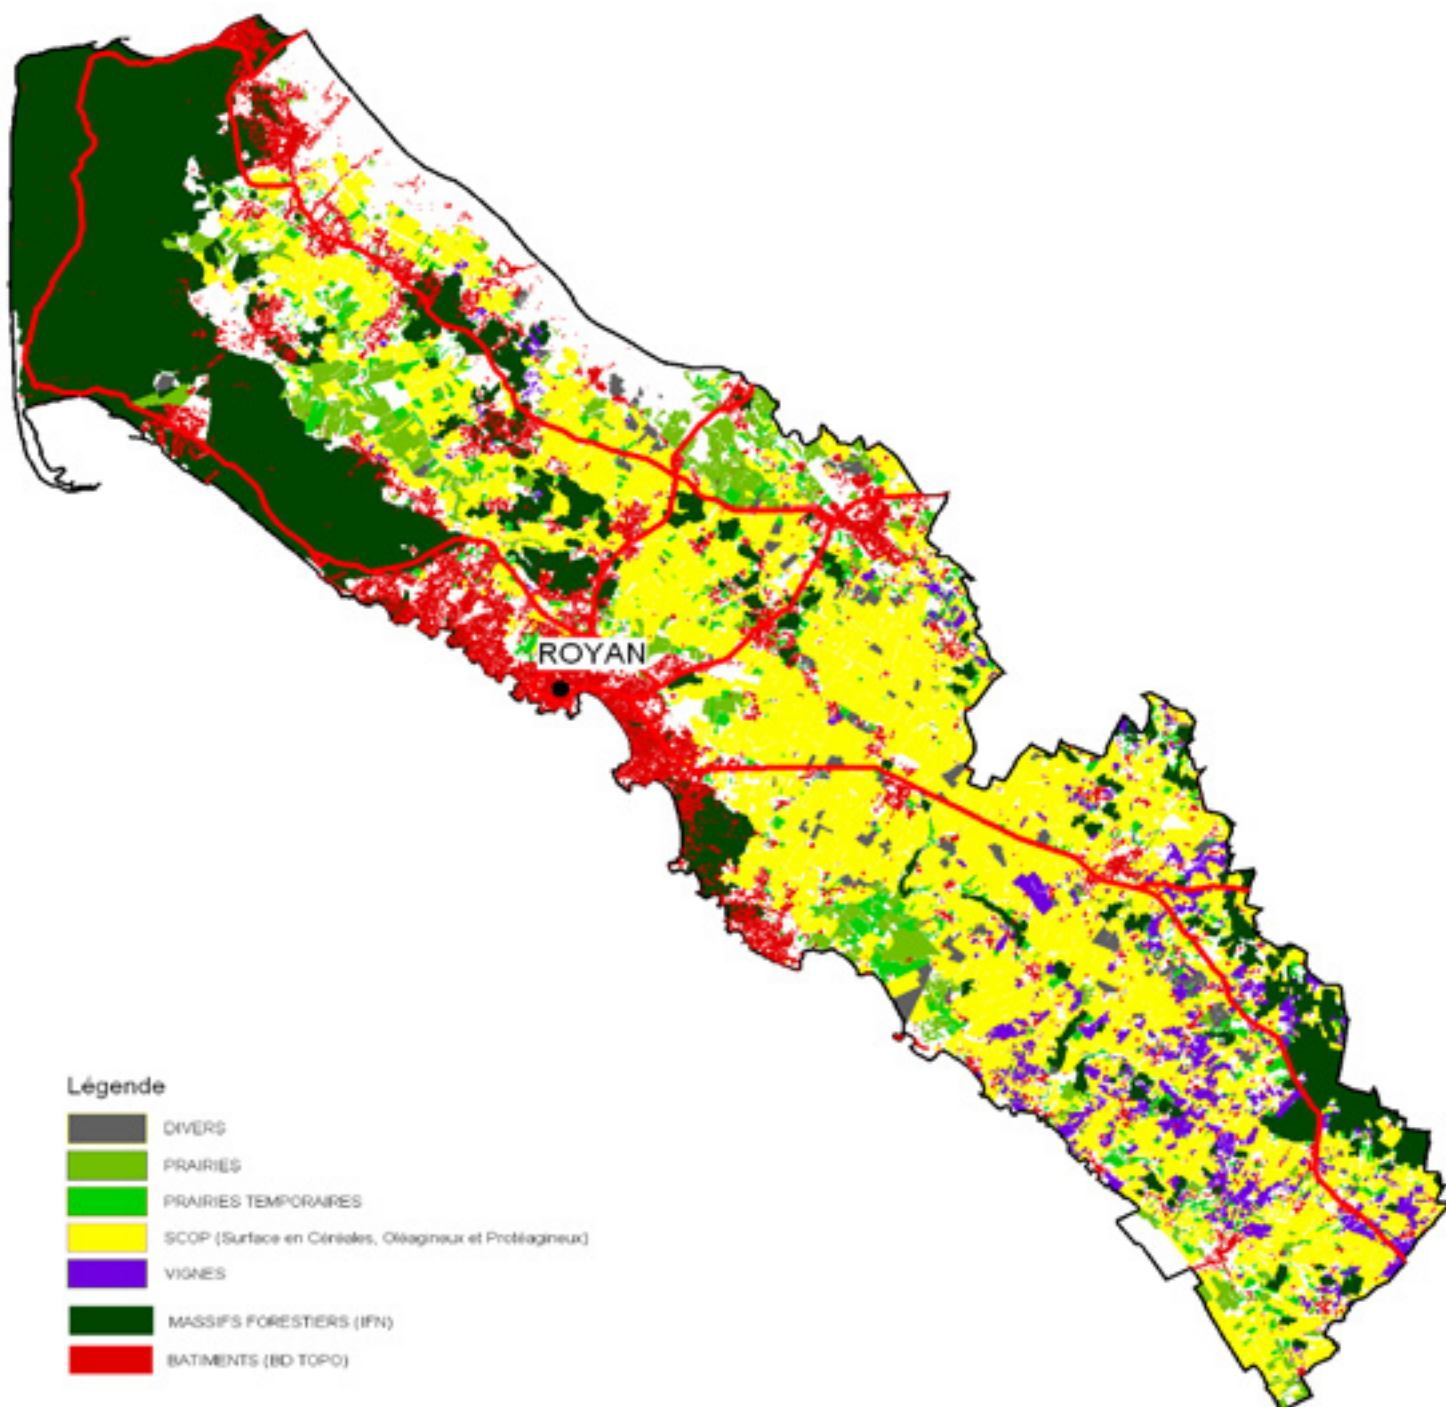 ROYAN
Légende
DIVERS
PRAIRIES
PRAIRIES TEMPORAIRES
SCOP (Surface en Céréales, Oléagineux et Protéagineux)
VIGNES
MASSIFS FORESTIERS (IFN)
BATIMENTS (BD TOPO)